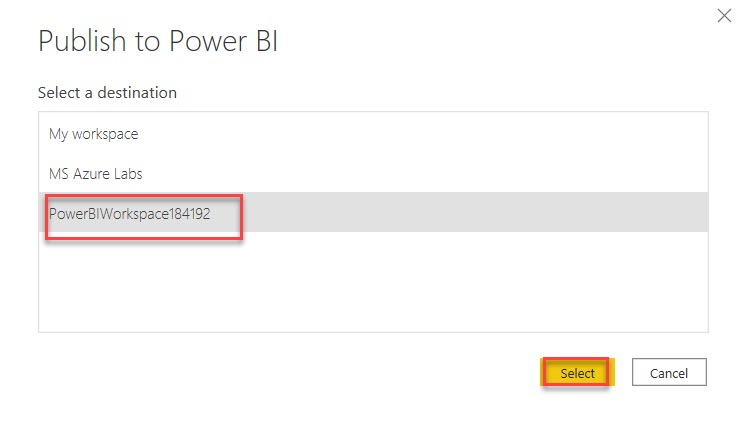 Publish to Power BI
Select a destination
My workspace
MS Azure Labs
PowerBIWorkspace184192
Select
Cancel